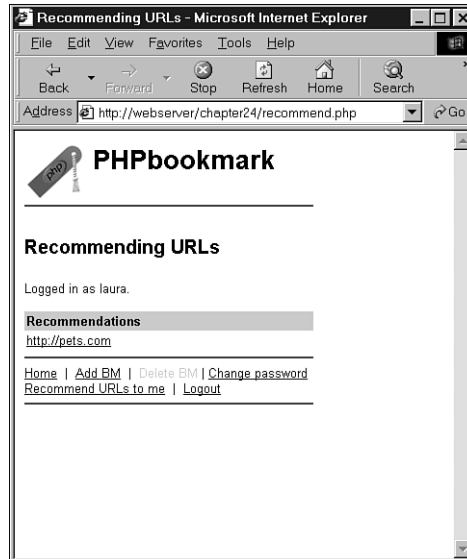 Recommending URLs - Microsoft Internet Explorer
File Edit View Favorites Tools Help
Back Forward Stop Refresh Home Search
Address http://webserver/chapter24/recommend.php Go
php
PHPbookmark
Recommending URLs
Logged in as laura.
Recommendations
http://pets.com
Home | Add BM | Delete BM | Change password
Recommend URLs to me | Logout